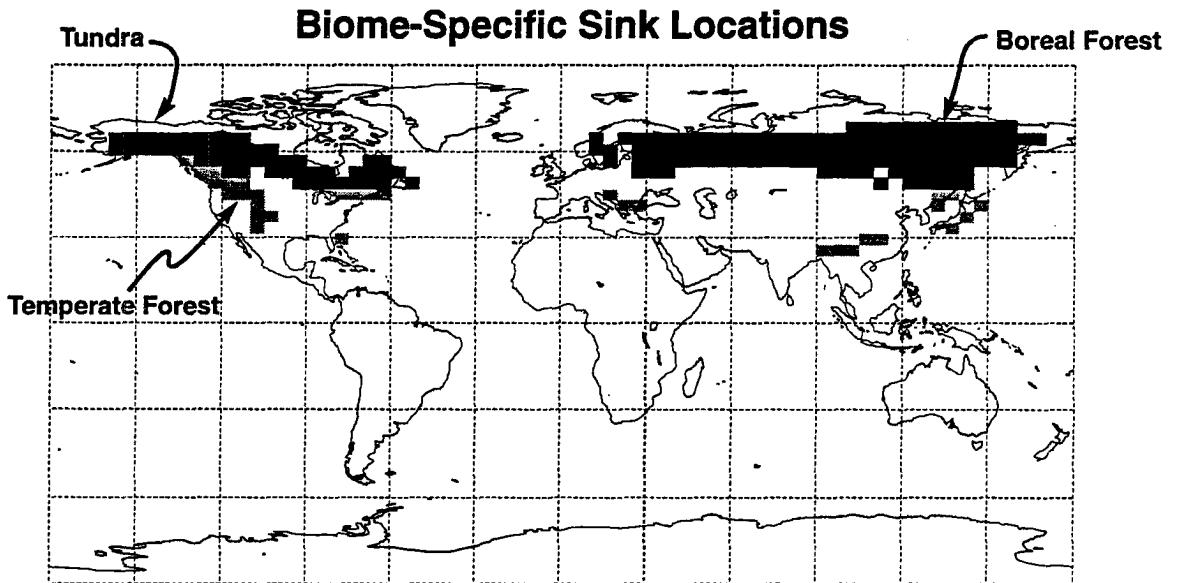 Biome-Specific Sink Locations
Tundra
Boreal Forest
Temperate Forest